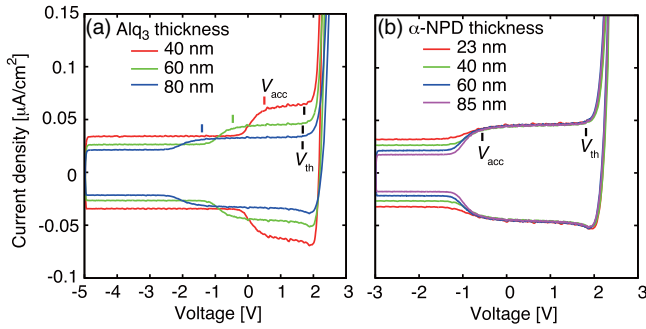 (a) Alq3 thickness
40 nm
60 nm
80 nm
Vacc
Vth
0.15
0.1
0.05
0
-0.05
-0.1
Current density [μA/cm2]
-5 -4 -3 -2 -1 0 1 2 3
Voltage [V]
(b) α-NPD thickness
23 nm
40 nm
60 nm
85 nm
Vacc
Vth
-3 -2 -1 0 1 2 3
Voltage [V]